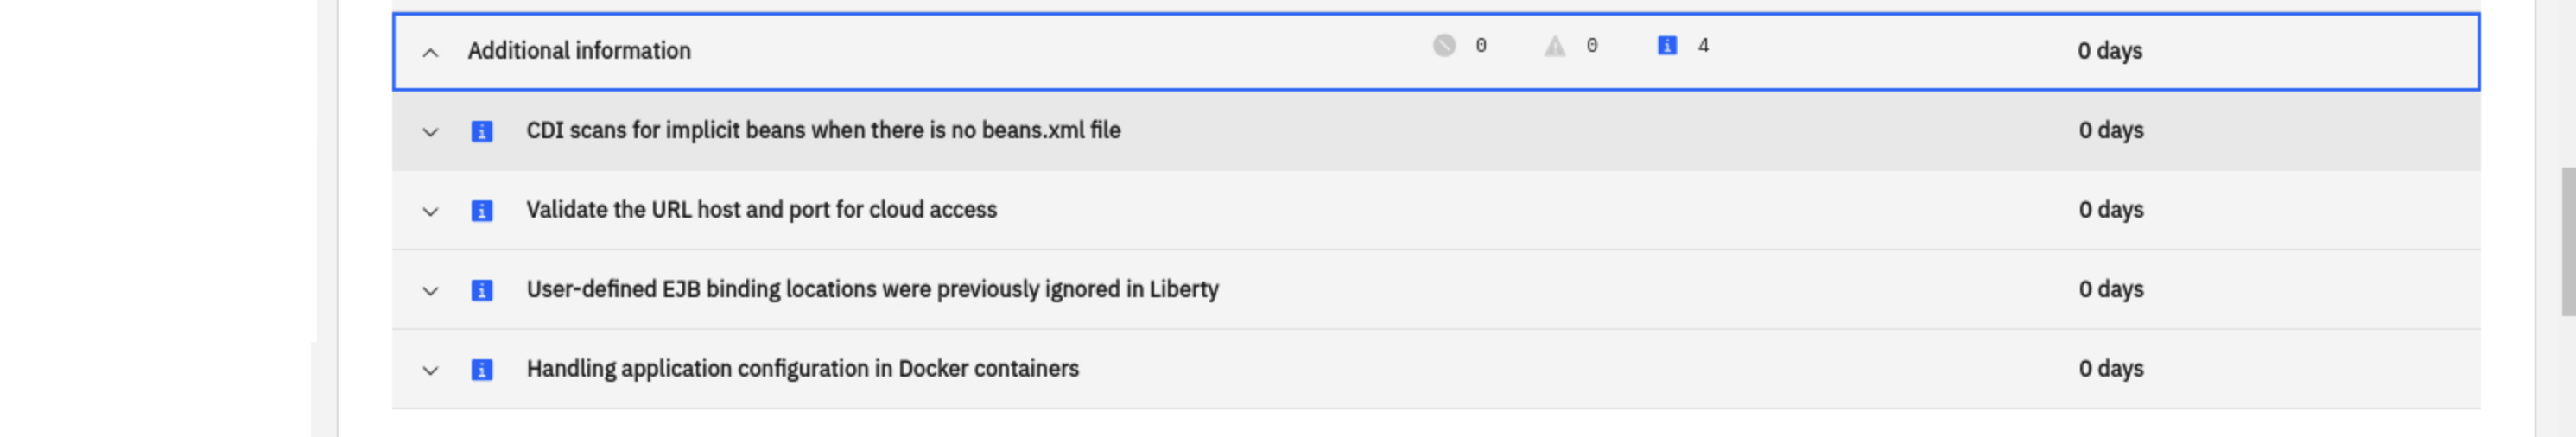 Additional information 0 0 4 0 days
CDI scans for implicit beans when there is no beans.xml file 0 days
Validate the URL host and port for cloud access 0 days
User-defined EJB binding locations were previously ignored in Liberty 0 days
Handling application configuration in Docker containers 0 days